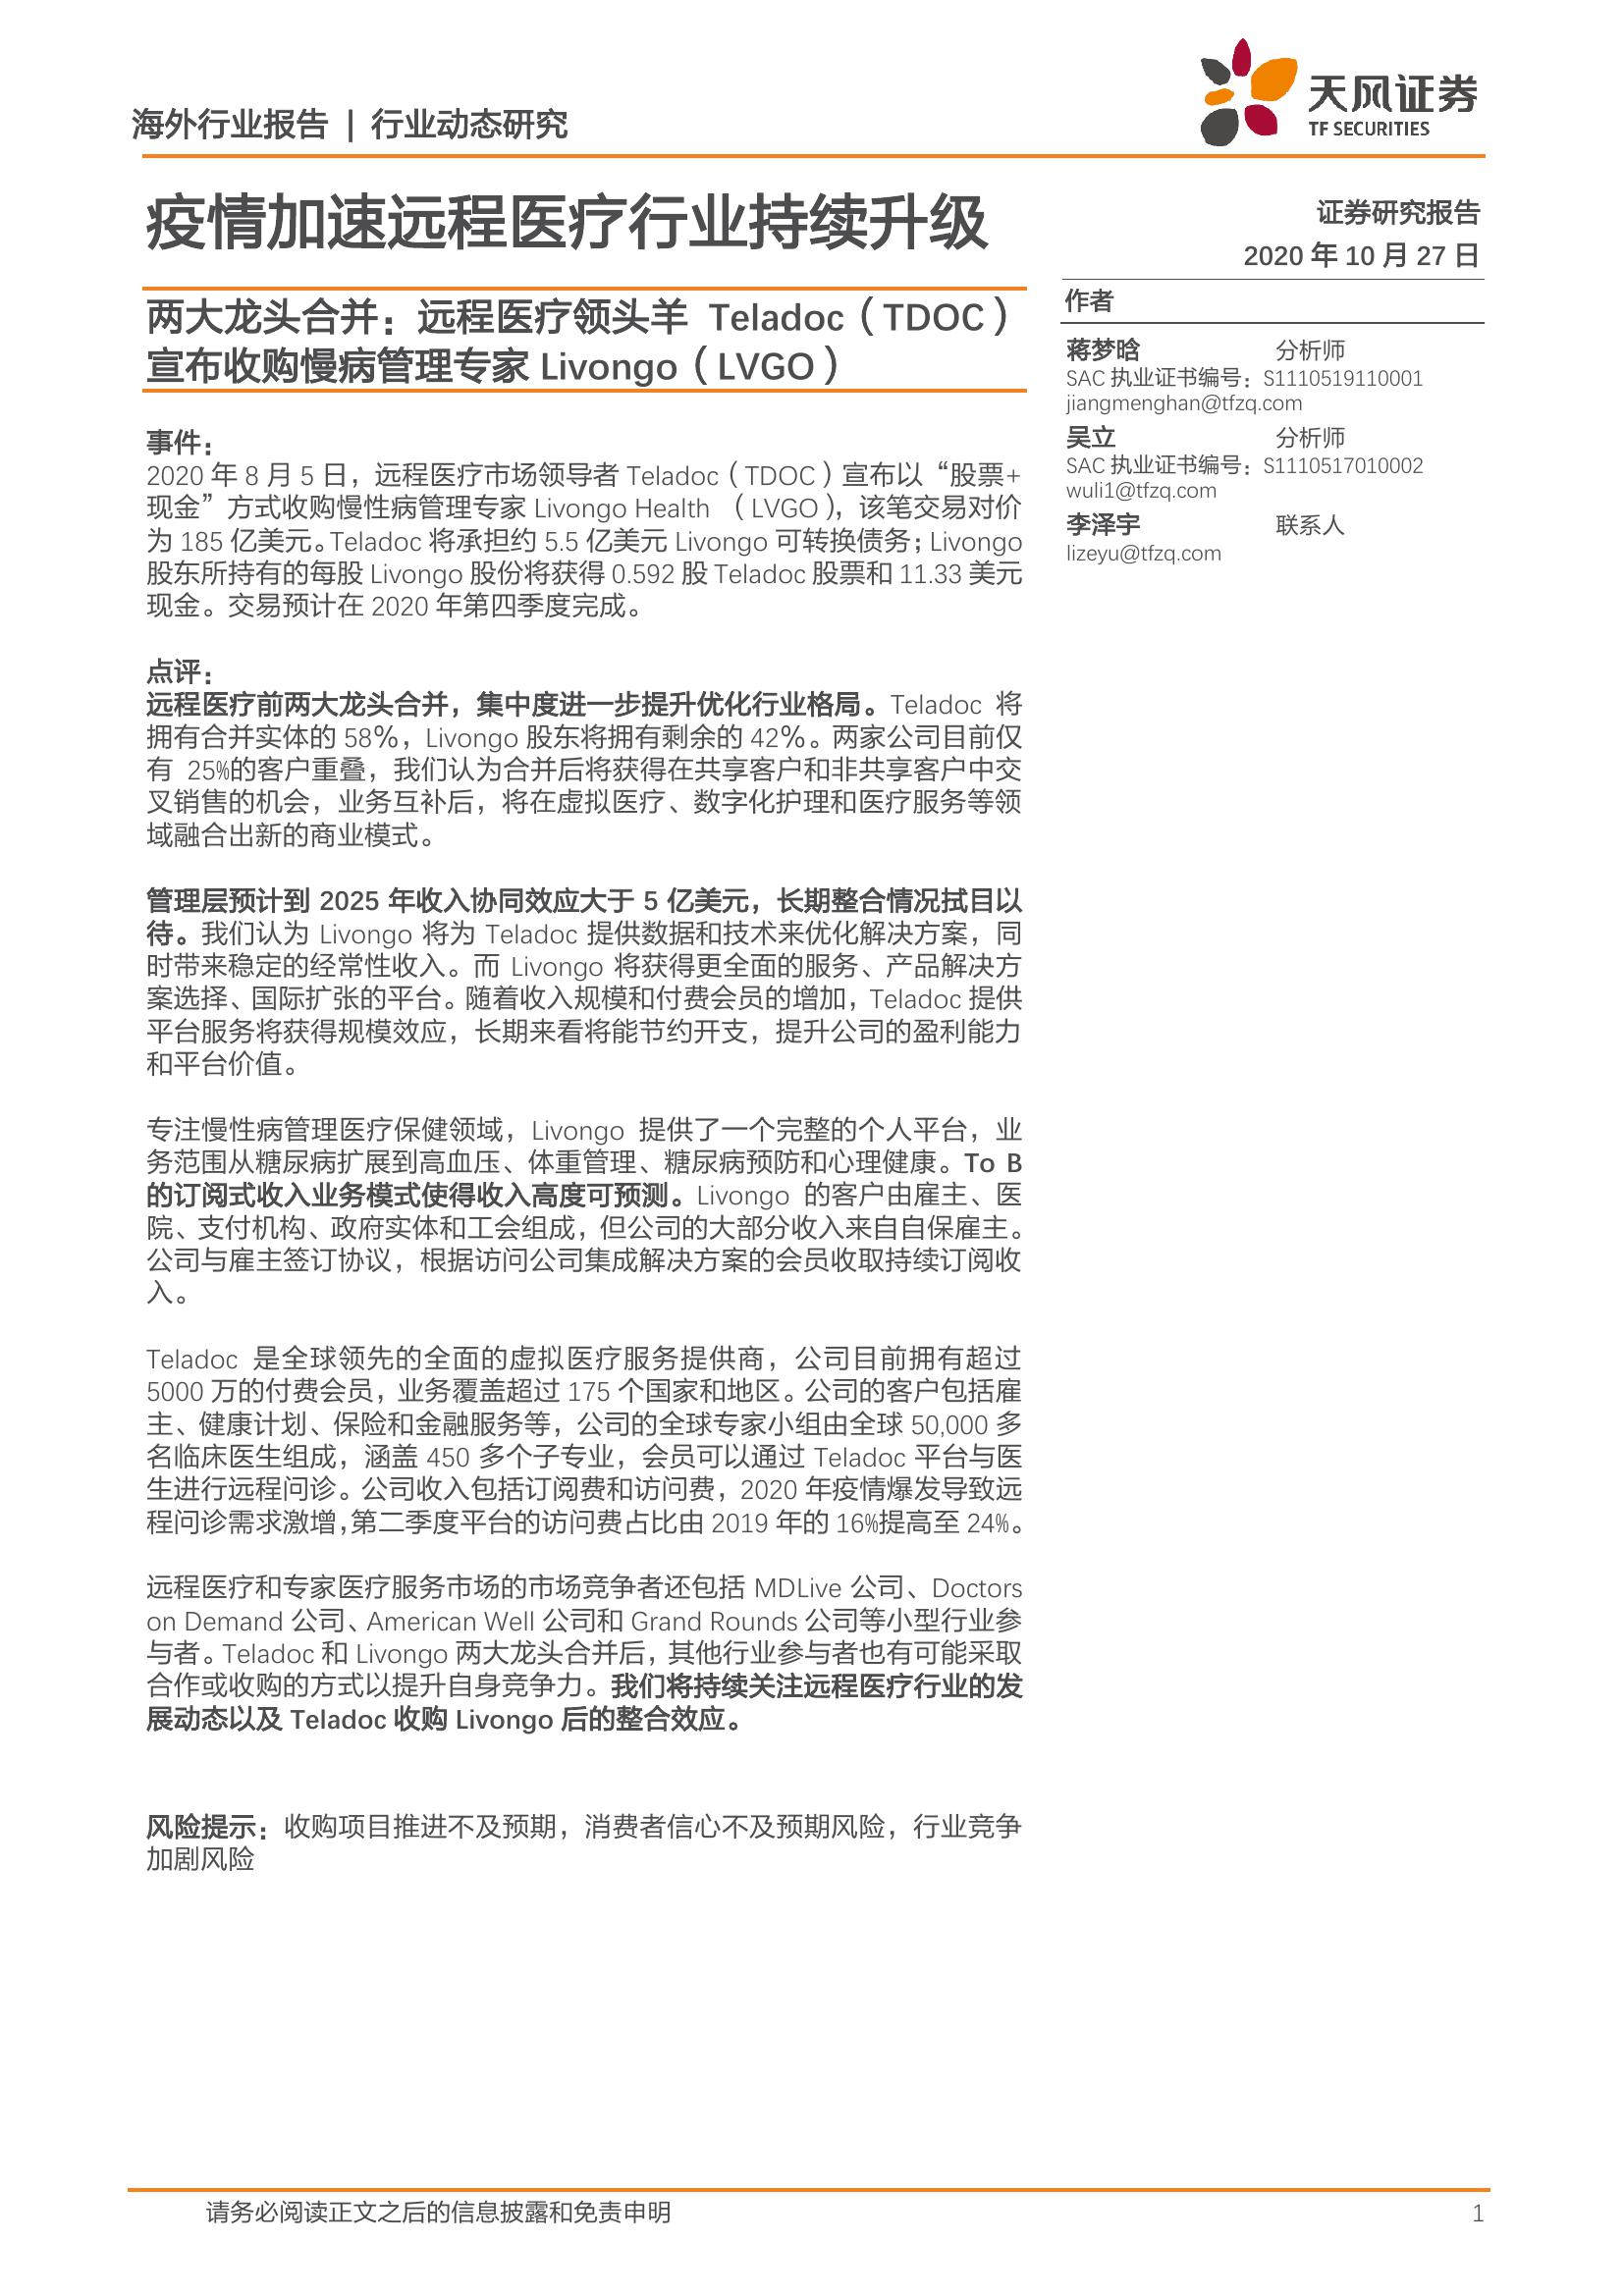 海外行业报告 | 行业动态研究
天风证券
TF SECURITIES
疫情加速远程医疗行业持续升级
证券研究报告
2020 年 10 月 27 日
两大龙头合并：远程医疗领头羊 Teladoc（TDOC）
宣布收购慢病管理专家 Livongo（LVGO）
作者
蒋梦晗 分析师
SAC 执业证书编号：S1110519110001
jiangmenghan@tfzq.com
吴立 分析师
SAC 执业证书编号：S1110517010002
wuli1@tfzq.com
李泽宇 联系人
lizeyu@tfzq.com
事件：
2020 年 8 月 5 日，远程医疗市场领导者 Teladoc（TDOC）宣布以“股票+
现金”方式收购慢性病管理专家 Livongo Health （LVGO），该笔交易对价
为 185 亿美元。Teladoc 将承担约 5.5 亿美元 Livongo 可转换债务；Livongo
股东所持有的每股 Livongo 股份将获得 0.592 股 Teladoc 股票和 11.33 美元
现金。交易预计在 2020 年第四季度完成。
点评：
远程医疗前两大龙头合并，集中度进一步提升优化行业格局。Teladoc 将
拥有合并实体的 58%，Livongo 股东将拥有剩余的 42%。两家公司目前仅
有 25%的客户重叠，我们认为合并后将获得在共享客户和非共享客户中交
叉销售的机会，业务互补后，将在虚拟医疗、数字化护理和医疗服务等领
域融合出新的商业模式。
管理层预计到 2025 年收入协同效应大于 5 亿美元，长期整合情况拭目以
待。我们认为 Livongo 将为 Teladoc 提供数据和技术来优化解决方案，同
时带来稳定的经常性收入。而 Livongo 将获得更全面的服务、产品解决方
案选择、国际扩张的平台。随着收入规模和付费会员的增加，Teladoc 提供
平台服务将获得规模效应，长期来看将能节约开支，提升公司的盈利能力
和平台价值。
专注慢性病管理医疗保健领域，Livongo 提供了一个完整的个人平台，业
务范围从糖尿病扩展到高血压、体重管理、糖尿病预防和心理健康。To B
的订阅式收入业务模式使得收入高度可预测。Livongo 的客户由雇主、医
院、支付机构、政府实体和工会组成，但公司的大部分收入来自自保雇主。
公司与雇主签订协议，根据访问公司集成解决方案的会员收取持续订阅收
入。
Teladoc 是全球领先的全面的虚拟医疗服务提供商，公司目前拥有超过
5000 万的付费会员，业务覆盖超过 175 个国家和地区。公司的客户包括雇
主、健康计划、保险和金融服务等，公司的全球专家小组由全球 50,000 多
名临床医生组成，涵盖 450 多个子专业，会员可以通过 Teladoc 平台与医
生进行远程问诊。公司收入包括订阅费和访问费，2020 年疫情爆发导致远
程问诊需求激增，第二季度平台的访问费占比由 2019 年的 16%提高至 24%。
远程医疗和专家医疗服务市场的市场竞争者还包括 MDLive 公司、Doctors
on Demand 公司、American Well 公司和 Grand Rounds 公司等小型行业参
与者。Teladoc 和 Livongo 两大龙头合并后，其他行业参与者也有可能采取
合作或收购的方式以提升自身竞争力。我们将持续关注远程医疗行业的发
展动态以及 Teladoc 收购 Livongo 后的整合效应。
风险提示：收购项目推进不及预期，消费者信心不及预期风险，行业竞争
加剧风险
请务必阅读正文之后的信息披露和免责申明 1